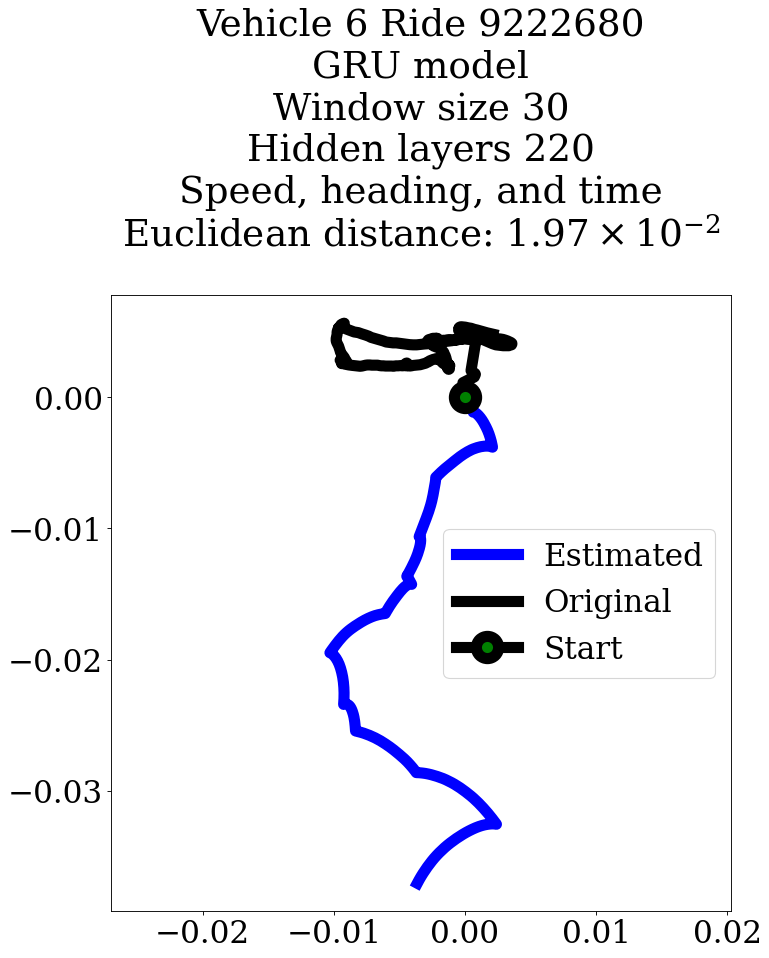 Vehicle 6 Ride 9222680
GRU model
Window size 30
Hidden layers 220
Speed, heading, and time
Euclidean distance: 1.97 × 10⁻²
0.00
−0.01
−0.02
−0.03
Estimated
Original
Start
−0.02 −0.01 0.00 0.01 0.02